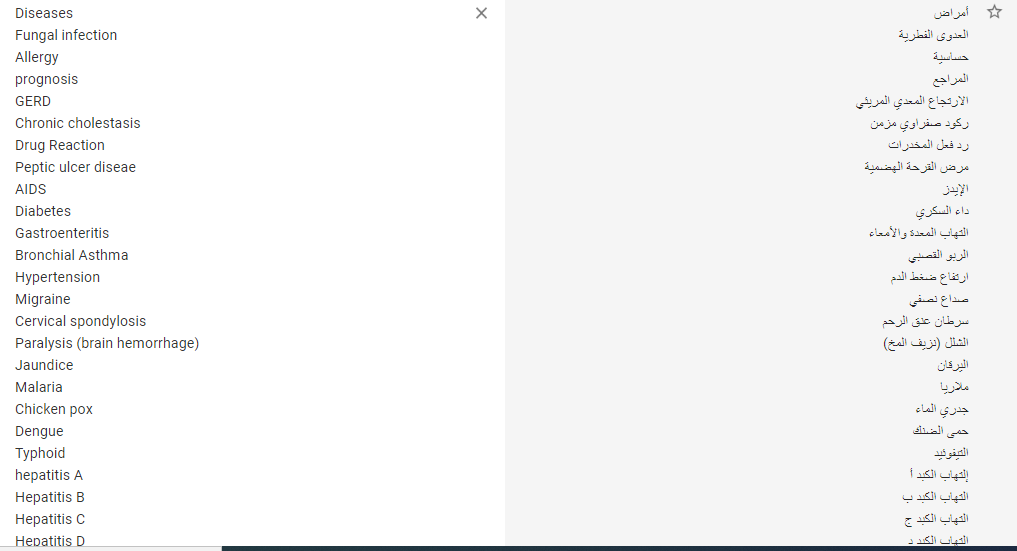 Diseases
Fungal infection
Allergy
prognosis
GERD
Chronic cholestasis
Drug Reaction
Peptic ulcer diseae
AIDS
Diabetes
Gastroenteritis
Bronchial Asthma
Hypertension
Migraine
Cervical spondylosis
Paralysis (brain hemorrhage)
Jaundice
Malaria
Chicken pox
Dengue
Typhoid
hepatitis A
Hepatitis B
Hepatitis C
Hepatitis D
أمراض
العدوى الفطرية
حساسية
المراجع
الارتجاع المعدي المريئي
ركود صفراوي مزمن
رد فعل المخدرات
مرض القرحة الهضمية
الإيدز
داء السكري
التهاب المعدة والأمعاء
الربو القصبي
ارتفاع ضغط الدم
صداع نصفي
سرطان عنق الرحم
الشلل (نزيف المخ)
اليرقان
ملاريا
جدري الماء
حمى الضنك
التيفوئيد
إلتهاب الكبد أ
التهاب الكبد ب
التهاب الكبد ج
التهاب الكبد د